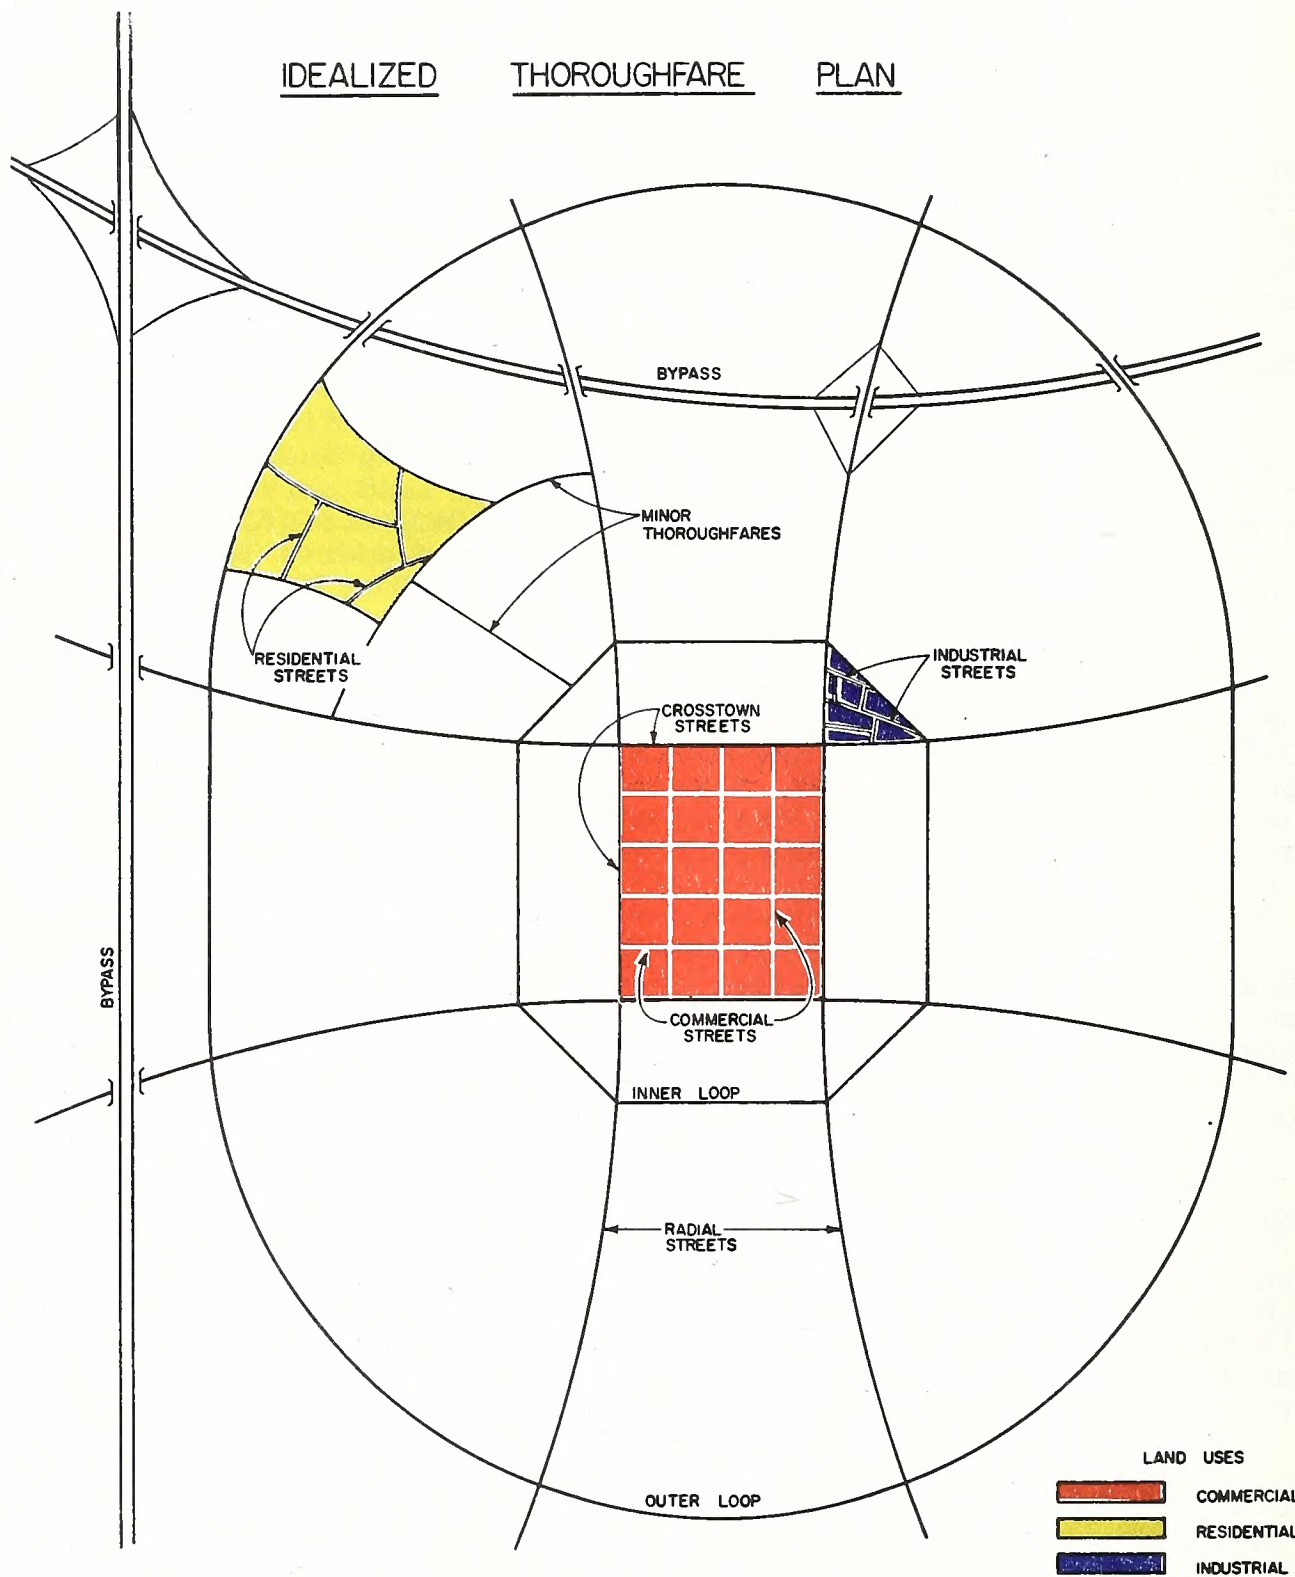 IDEALIZED THOROUGHFARE PLAN
BYPASS
MINOR
THOROUGHFARES
RESIDENTIAL
STREETS
INDUSTRIAL
STREETS
CROSSTOWN
STREETS
BYPASS
COMMERCIAL
STREETS
INNER LOOP
RADIAL
STREETS
OUTER LOOP
LAND USES
COMMERCIAL
RESIDENTIAL
INDUSTRIAL